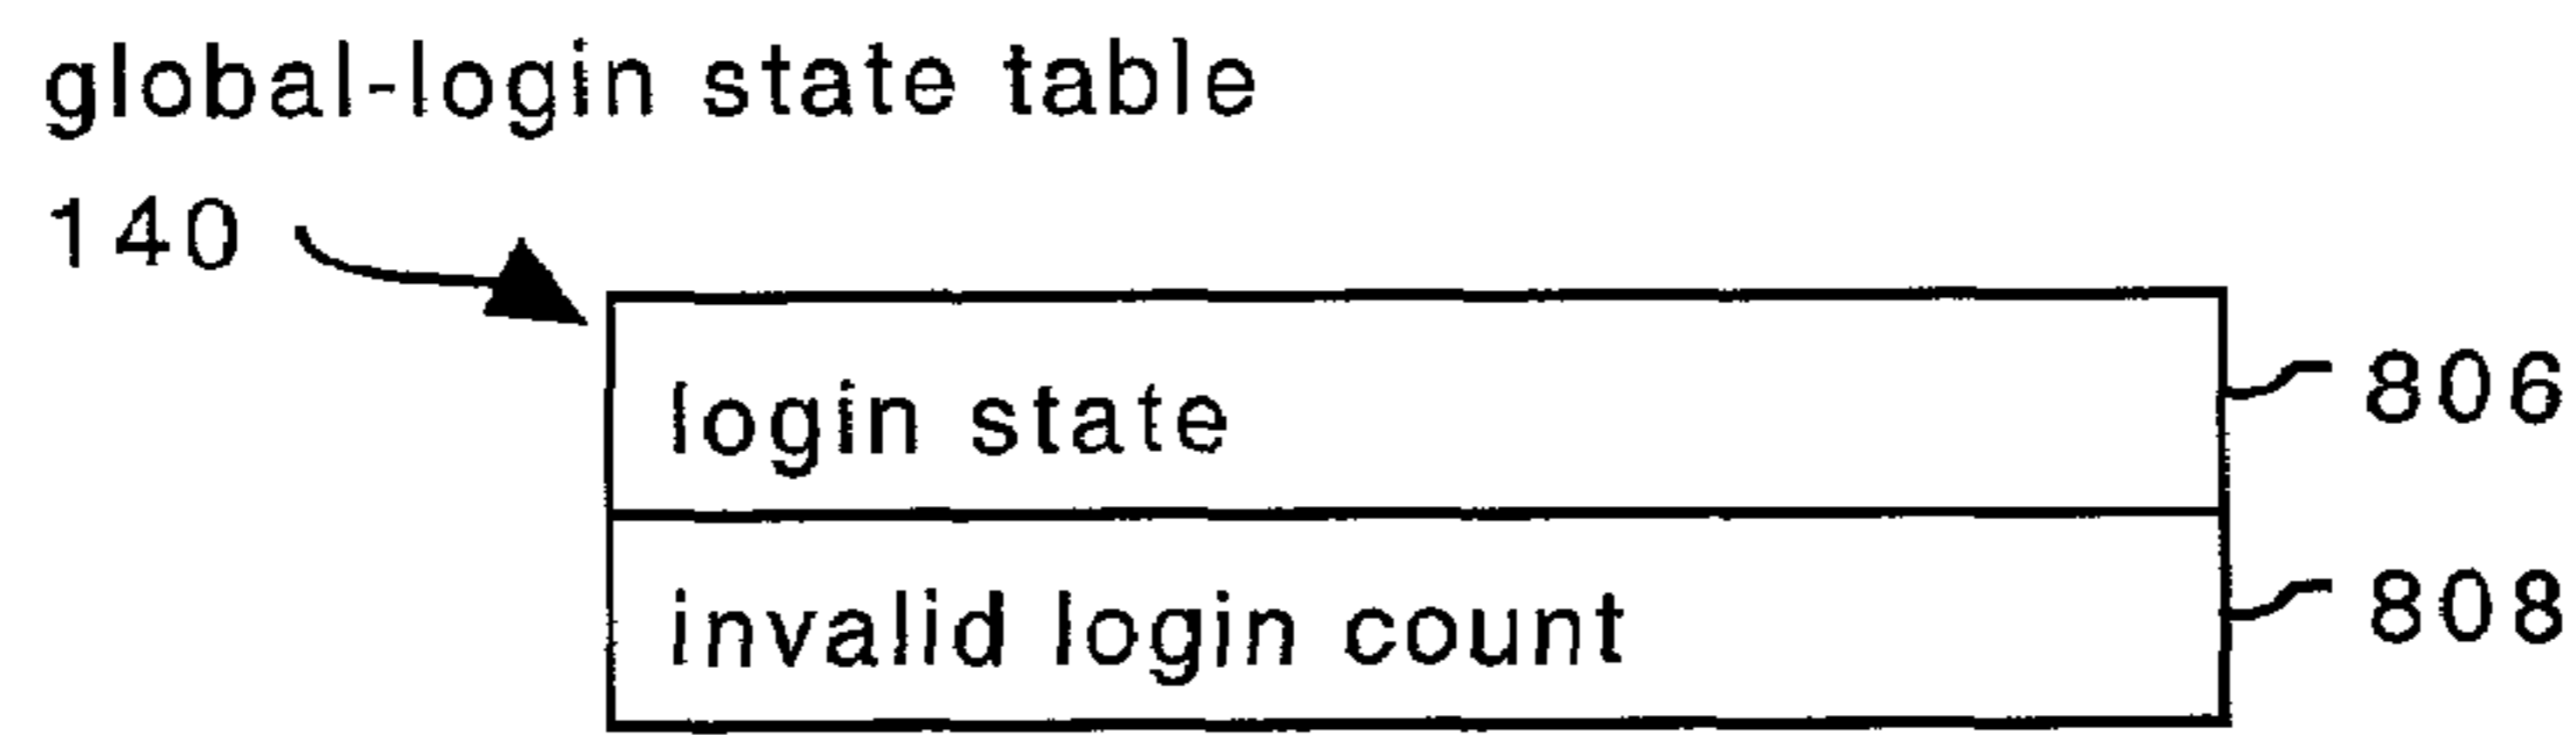 global-login state table
140
login state
806
invalid login count
808